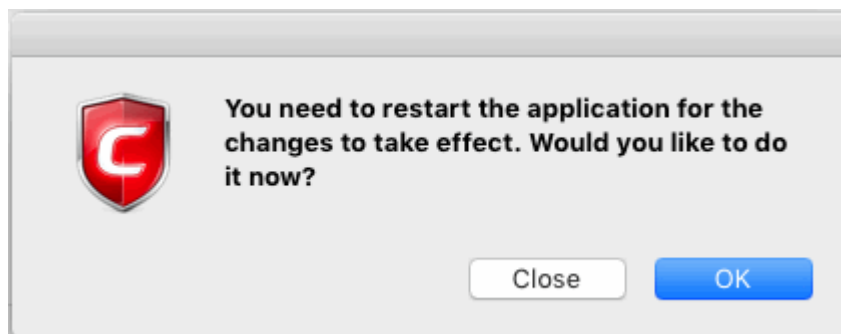 C
You need to restart the application for the
changes to take effect. Would you like to do
it now?
Close
OK